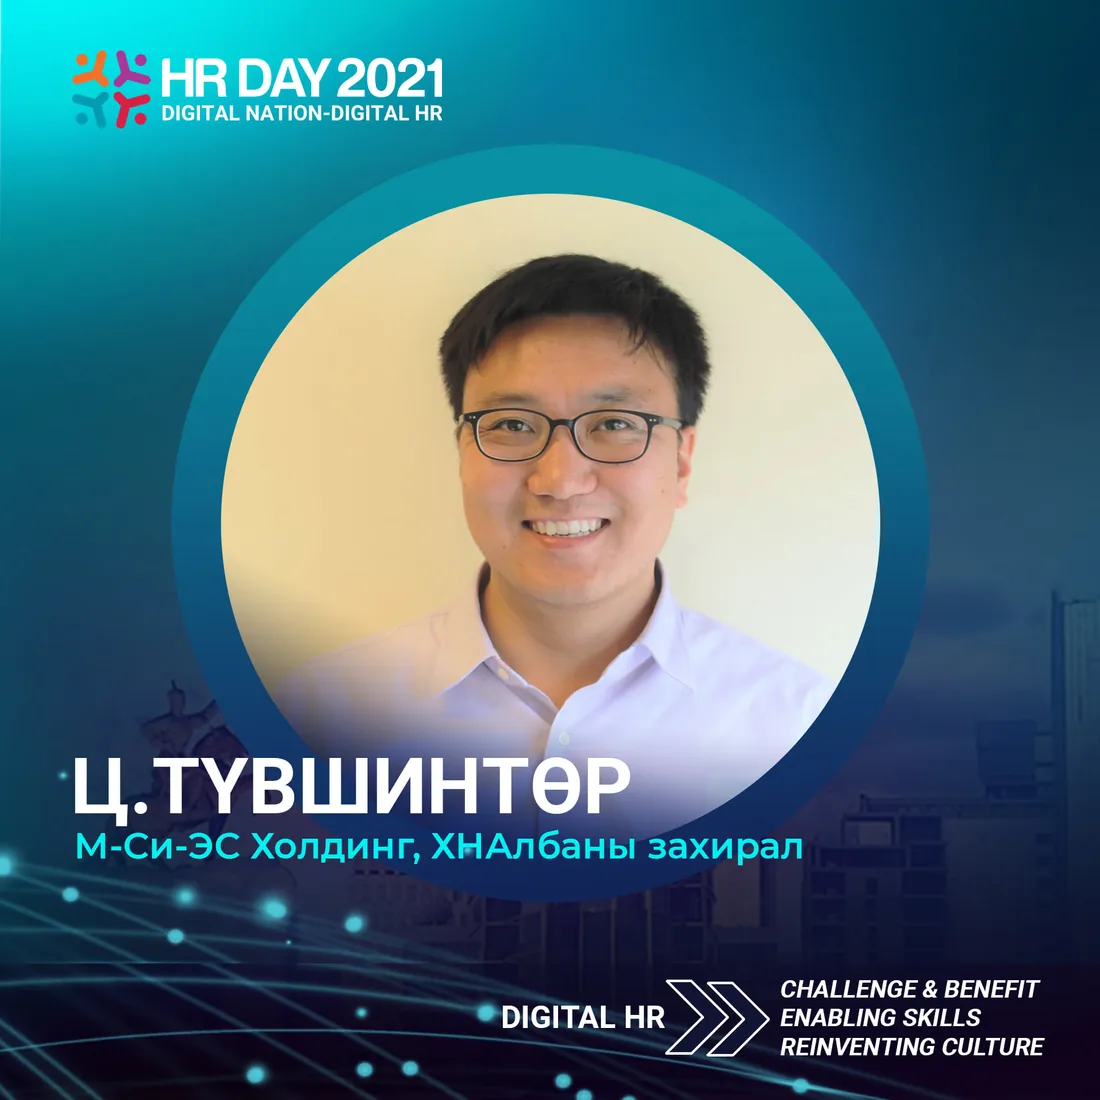 HR DAY 2021
DIGITAL NATION-DIGITAL HR
Ц.ТҮВШИНТӨР
М-Си-ЭС Холдинг, ХНАлбаны захирал
DIGITAL HR
CHALLENGE & BENEFIT
ENABLING SKILLS
REINVENTING CULTURE